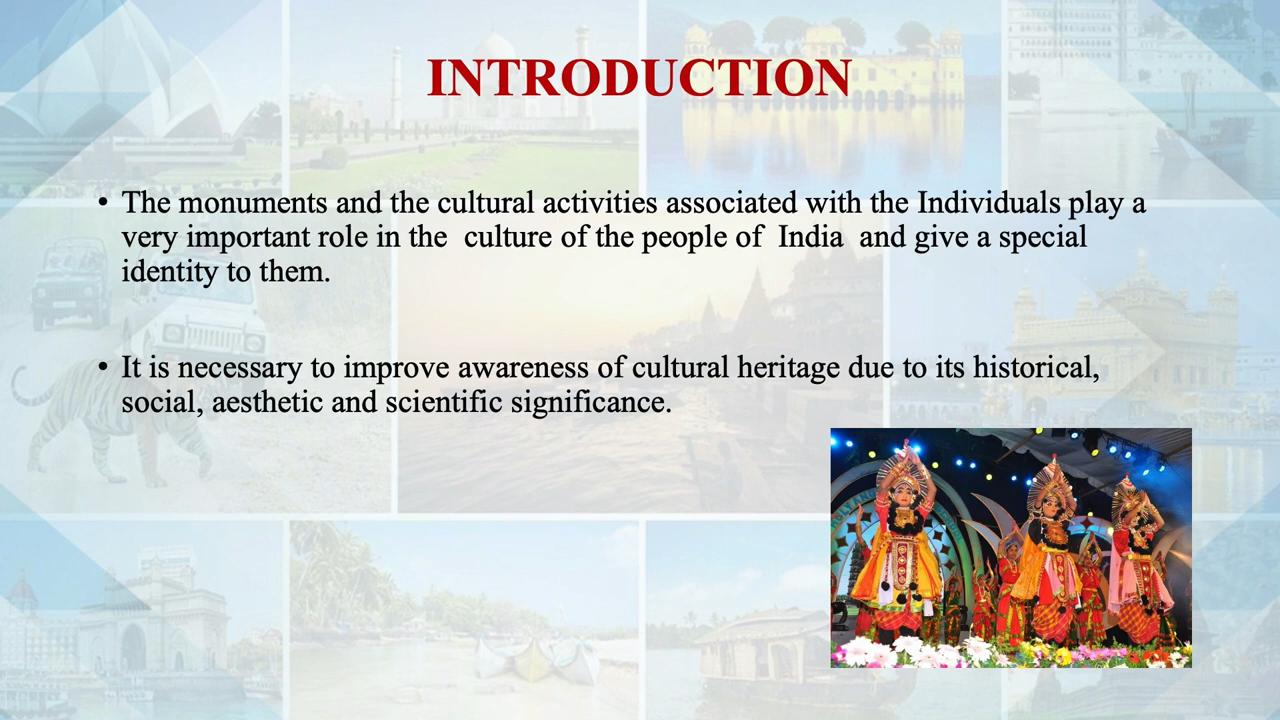 INTRODUCTION
• The monuments and the cultural activities associated with the Individuals play a
very important role in the  culture of the people of  India  and give a special
identity to them.
• It is necessary to improve awareness of cultural heritage due to its historical,
social, aesthetic and scientific significance.